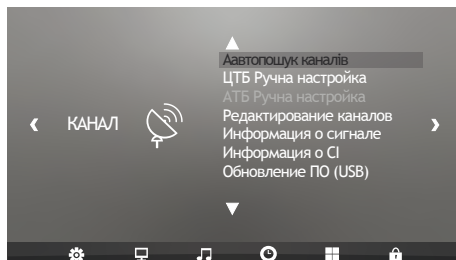 КАНАЛ
Аавтопошук каналів
ЦТБ Ручна настройка
АТБ Ручна настройка
Редактирование каналов
Информация о сигнале
Информация о CI
Обновление ПО (USB)